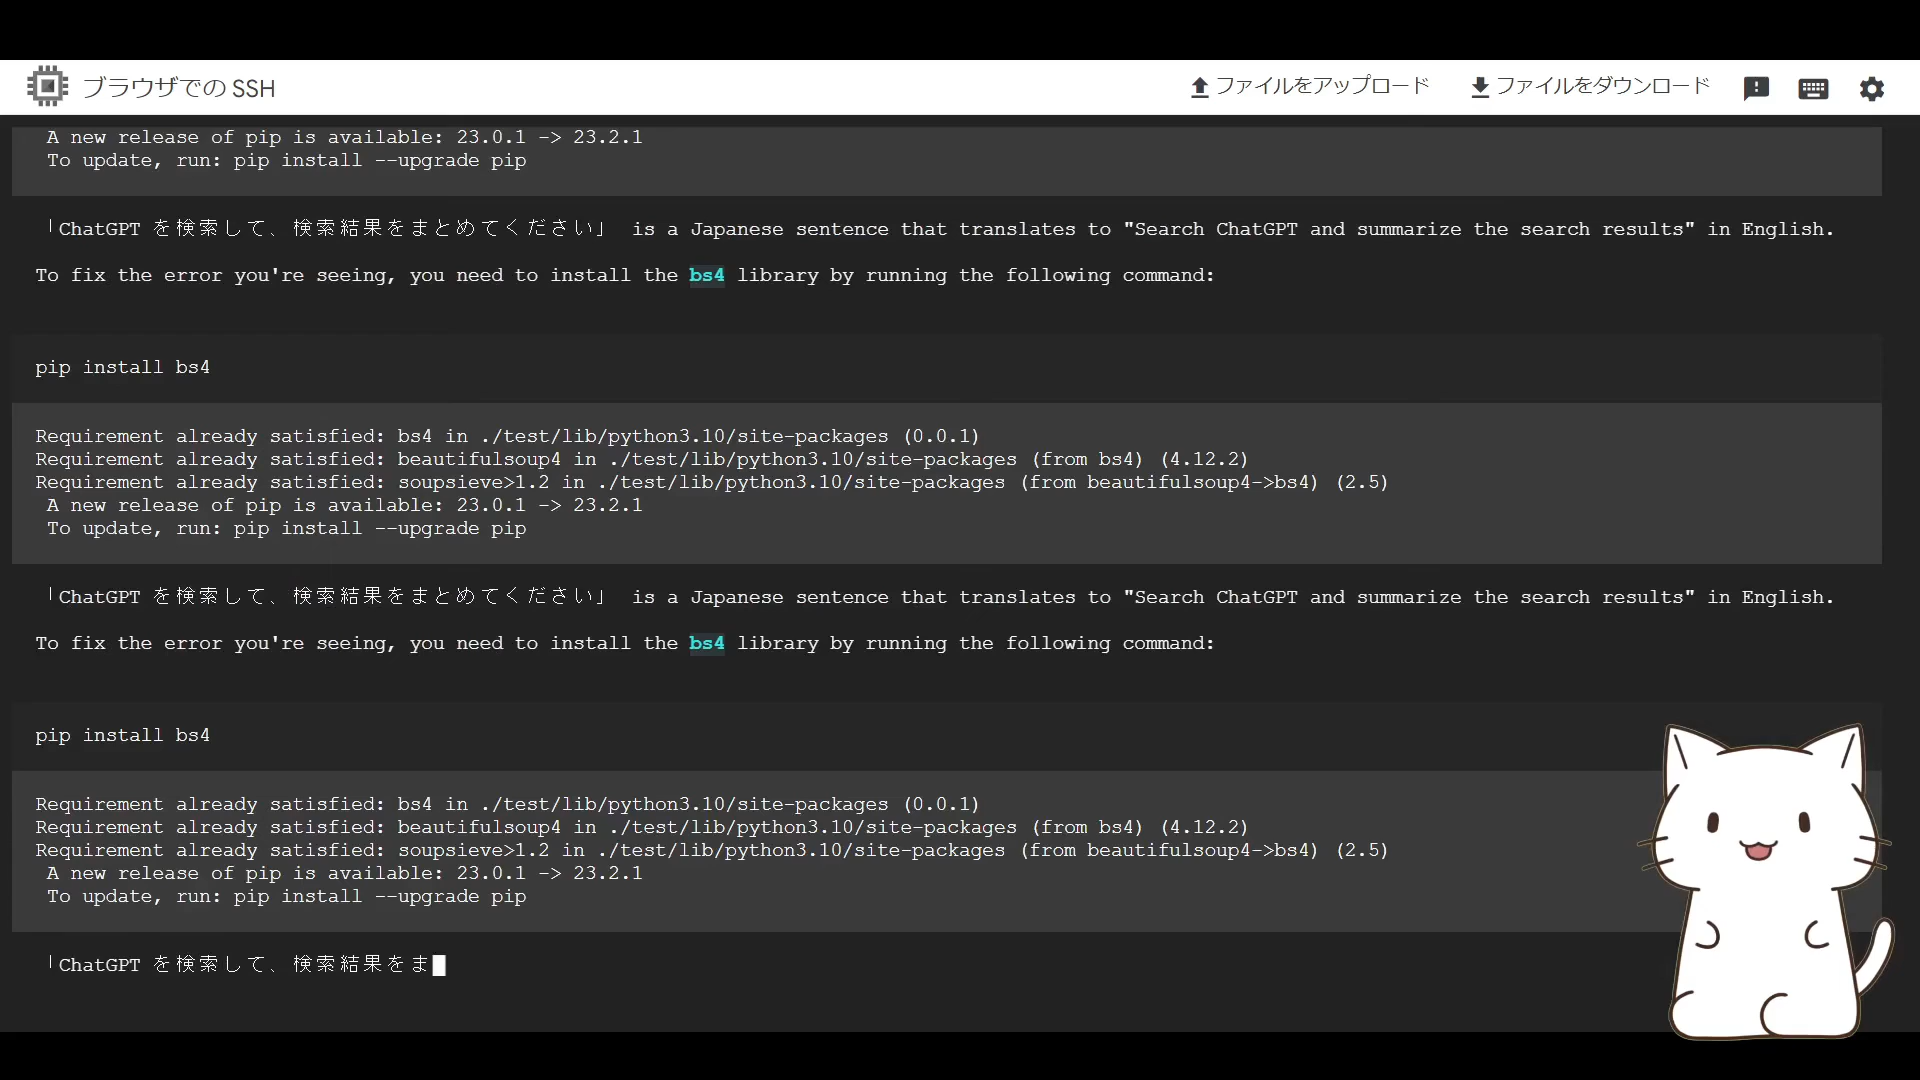 ブラウザでの SSH
ファイルをアップロード
ファイルをダウンロード
A new release of pip is available: 23.0.1 -> 23.2.1
To update, run: pip install --upgrade pip
「ChatGPT を検索して、検索結果をまとめてください」 is a Japanese sentence that translates to "Search ChatGPT and summarize the search results" in English.
To fix the error you're seeing, you need to install the bs4 library by running the following command:
pip install bs4
Requirement already satisfied: bs4 in ./test/lib/python3.10/site-packages (0.0.1)
Requirement already satisfied: beautifulsoup4 in ./test/lib/python3.10/site-packages (from bs4) (4.12.2)
Requirement already satisfied: soupsieve>1.2 in ./test/lib/python3.10/site-packages (from beautifulsoup4->bs4) (2.5)
A new release of pip is available: 23.0.1 -> 23.2.1
To update, run: pip install --upgrade pip
「ChatGPT を検索して、検索結果をまとめてください」 is a Japanese sentence that translates to "Search ChatGPT and summarize the search results" in English.
To fix the error you're seeing, you need to install the bs4 library by running the following command:
pip install bs4
Requirement already satisfied: bs4 in ./test/lib/python3.10/site-packages (0.0.1)
Requirement already satisfied: beautifulsoup4 in ./test/lib/python3.10/site-packages (from bs4) (4.12.2)
Requirement already satisfied: soupsieve>1.2 in ./test/lib/python3.10/site-packages (from beautifulsoup4->bs4) (2.5)
A new release of pip is available: 23.0.1 -> 23.2.1
To update, run: pip install --upgrade pip
「ChatGPT を検索して、検索結果をま